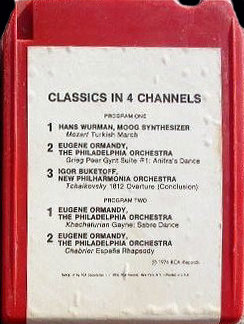 CLASSICS IN 4 CHANNELS
PROGRAM ONE
1 HANS WURMAN, MOOG SYNTHESIZER
Mozart Turkish March
2 EUGENE ORMANDY,
THE PHILADELPHIA ORCHESTRA
Grieg Peer Gynt Suite #1: Anitra's Dance
3 IGOR BUKETOFF,
NEW PHILHARMONIA ORCHESTRA
Tchaikovsky 1812 Overture (Conclusion)
PROGRAM TWO
1 EUGENE ORMANDY,
THE PHILADELPHIA ORCHESTRA
Khachaturian Gayne: Sabre Dance
2 EUGENE ORMANDY,
THE PHILADELPHIA ORCHESTRA
Chabrier España Rhapsody
RCA Records